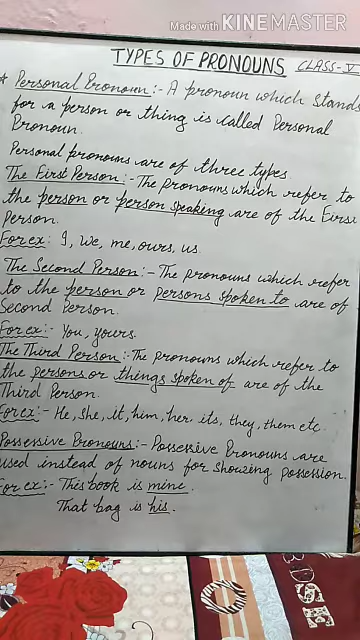 Made with KINEMASTER
TYPES OF PRONOUNS CLASS-V
* Personal Pronoun:- A pronoun which stands
for a person or thing is called Personal
Pronoun.
Personal pronouns are of three types
The First Person:- The pronouns which refer to
the person or person speaking are of the First
Person.
For ex: I, we, me, ours, us.
The Second Person:- The pronouns which refer
to the person or persons spoken to are of
Second Person.
For ex:- You, yours.
The Third Person:- The pronouns which refer to
the persons or things spoken of are of the
Third Person.
For ex:- He, she, it, him, her, its, they, them etc.
Possessive Pronouns:- Possessive Pronouns are
used instead of nouns for showing possession.
For ex:- This book is mine.
That bag is his.